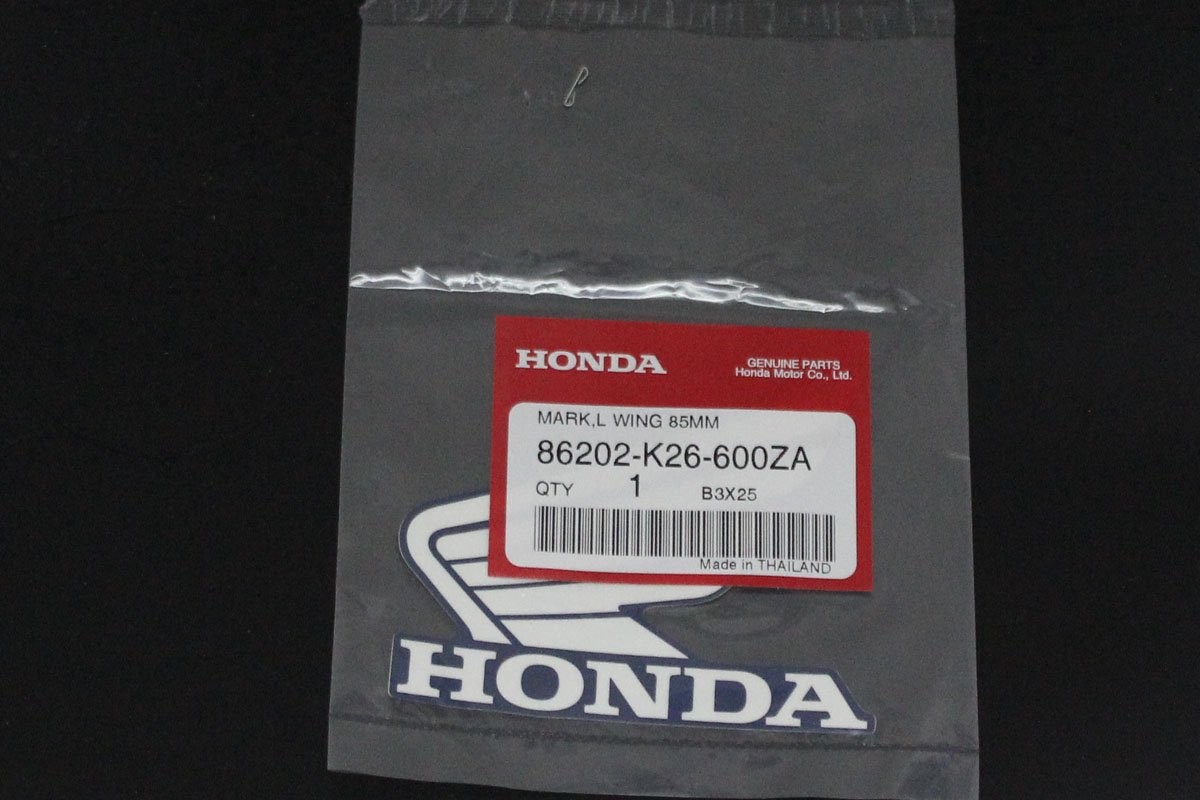 HONDA
GENUINE PARTS
Honda Motor Co., Ltd.
MARK,L WING 85MM
86202-K26-600ZA
QTY 1 B3X25
Made in THAILAND
HONDA